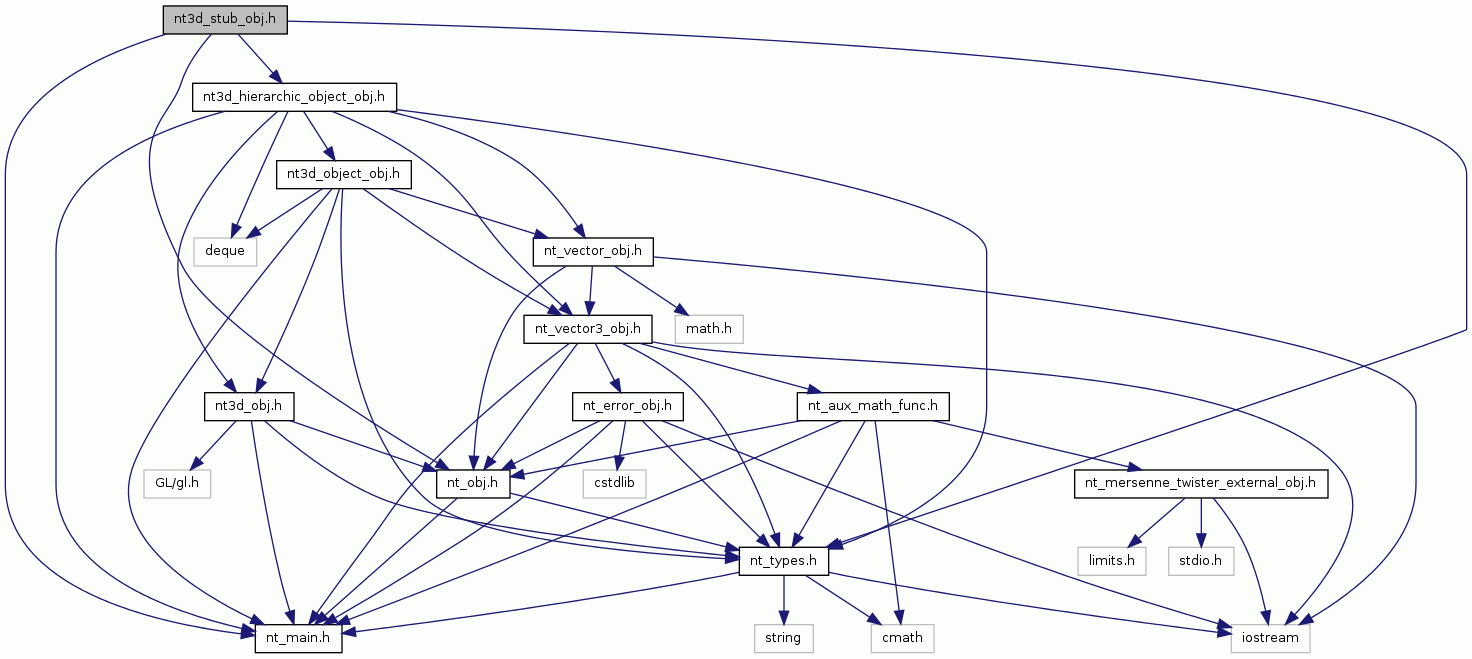 nt3d_stub_obj.h
nt3d_hierarchic_object_obj.h
nt3d_object_obj.h
deque
nt_vector_obj.h
nt_vector3_obj.h
math.h
nt3d_obj.h
nt_error_obj.h
nt_aux_math_func.h
GL/gl.h
nt_obj.h
cstdlib
nt_mersenne_twister_external_obj.h
nt_types.h
limits.h
stdio.h
nt_main.h
string
cmath
iostream